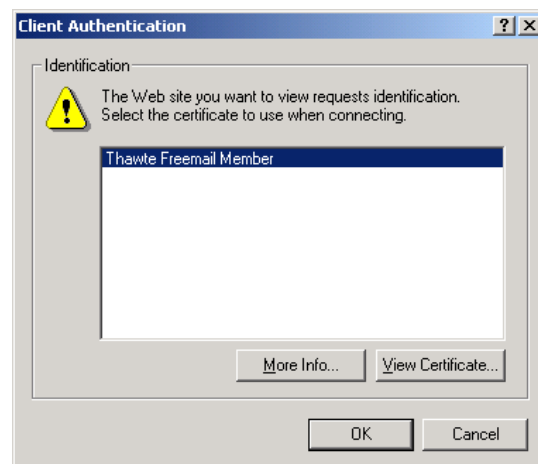 Client Authentication
Identification
The Web site you want to view requests identification.
Select the certificate to use when connecting.
Thawte Freemail Member
More Info...
View Certificate...
OK
Cancel